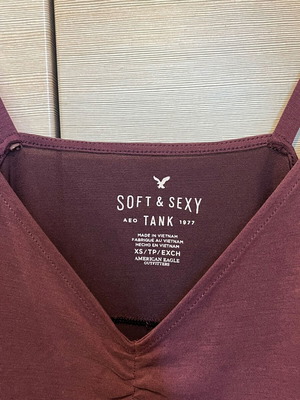 SOFT & SEXY
AEO TANK 1977
MADE IN VIETNAM
FABRIQUÉ AU VIETNAM
HECHO EN VIETNAM
XS/TP/EXCH
AMERICAN EAGLE
OUTFITTERS